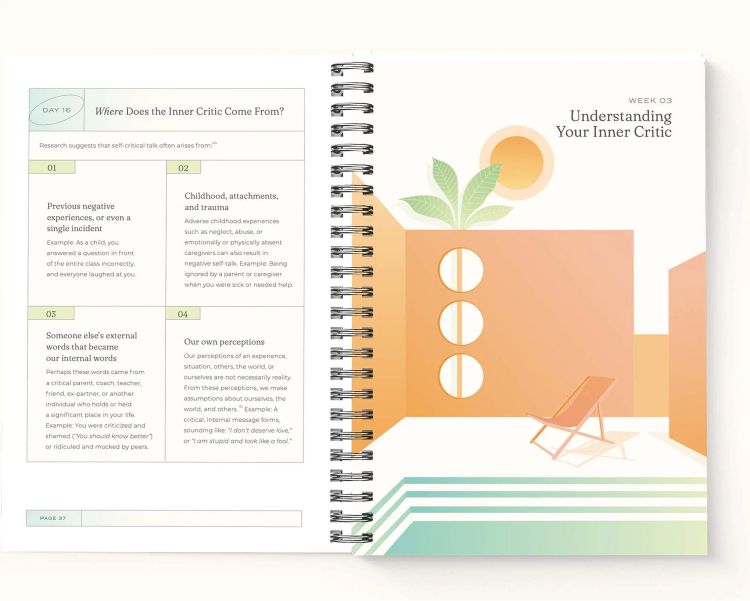 DAY 16
Where Does the Inner Critic Come From?
Research suggests that self-critical talk often arises from:
01
Previous negative
experiences, or even a
single incident
Example: As a child, you
answered a question in front
of the entire class incorrectly,
and everyone laughed at you.
02
Childhood, attachments,
and trauma
Adverse childhood experiences
such as neglect, abuse, or
emotionally or physically absent
caregivers can also result in
negative self-talk. Example: Being
ignored by a parent or caregiver
when you were sick or needed help.
03
Someone else's external
words that became
our internal words
Perhaps these words came from
a critical parent, coach, teacher,
friend, ex-partner, or another
individual who holds or held
a significant place in your life.
Example: You were criticized and
shamed ("You should know better")
or ridiculed and mocked by peers.
04
Our own perceptions
Our perceptions of an experience,
situation, others, the world, or
ourselves are not necessarily reality.
From these perceptions, we make
assumptions about ourselves, the
world, and others. Example: A
critical, internal message forms,
sounding like: "I don't deserve love,"
or "I am stupid and look like a fool."
PAGE 37
WEEK 03
Understanding
Your Inner Critic